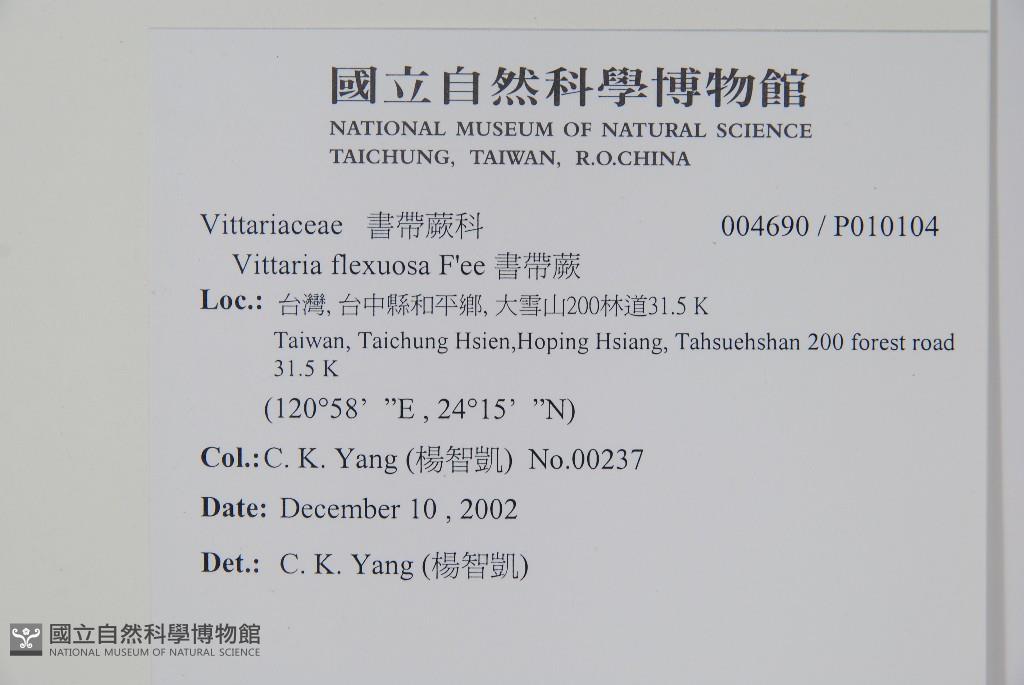 國立自然科學博物館
NATIONAL MUSEUM OF NATURAL SCIENCE
TAICHUNG, TAIWAN, R.O.CHINA
Vittariaceae 書帶蕨科 004690 / P010104
Vittaria flexuosa F'ee 書帶蕨
Loc.: 台灣, 台中縣和平鄉, 大雪山200林道31.5 K
Taiwan, Taichung Hsien,Hoping Hsiang, Tahsuehshan 200 forest road
31.5 K
(120°58’ ”E , 24°15’ ”N)
Col.: C. K. Yang (楊智凱) No.00237
Date: December 10 , 2002
Det.: C. K. Yang (楊智凱)
國立自然科學博物館
NATIONAL MUSEUM OF NATURAL SCIENCE